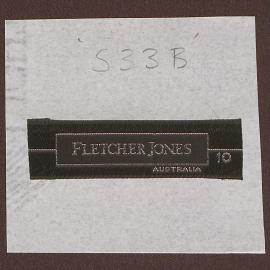 'S33B'
FLETCHER JONES
10
AUSTRALIA